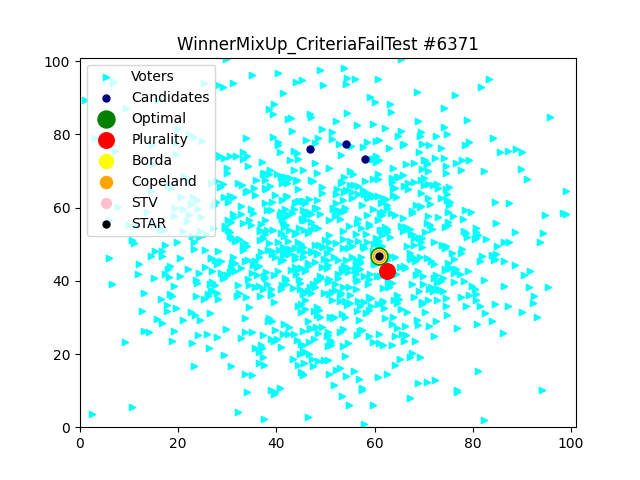 WinnerMixUp_CriteriaFailTest #6371
100
80
60
40
20
0
Voters
Candidates
Optimal
Plurality
Borda
Copeland
STV
STAR
0 20 40 60 80 100